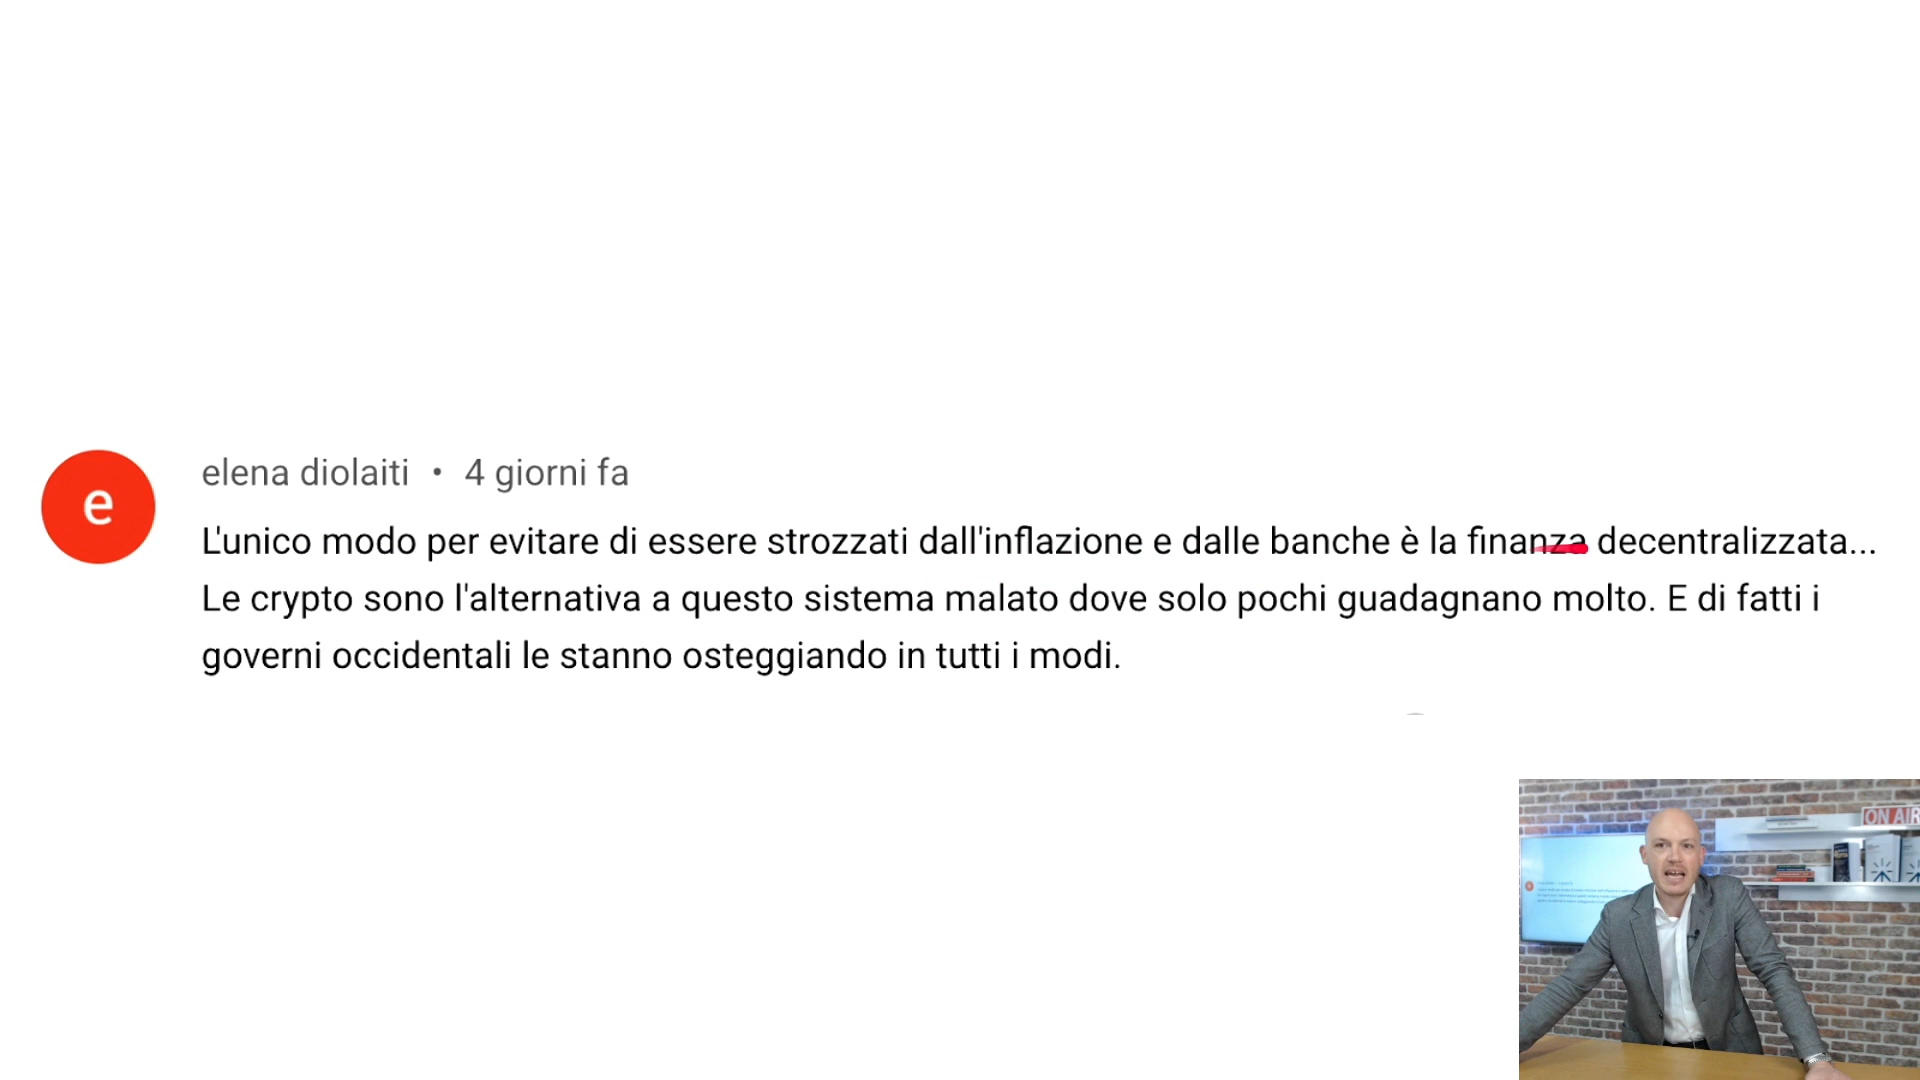 e
elena diolaiti • 4 giorni fa
L'unico modo per evitare di essere strozzati dall'inflazione e dalle banche è la finanza decentralizzata...
Le crypto sono l'alternativa a questo sistema malato dove solo pochi guadagnano molto. E di fatti i
governi occidentali le stanno osteggiando in tutti i modi.
ON AIR